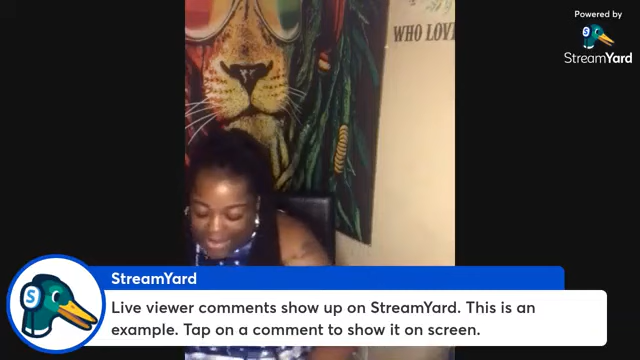 Powered by
StreamYard
WHO LOV
S
StreamYard
Live viewer comments show up on StreamYard. This is an
example. Tap on a comment to show it on screen.